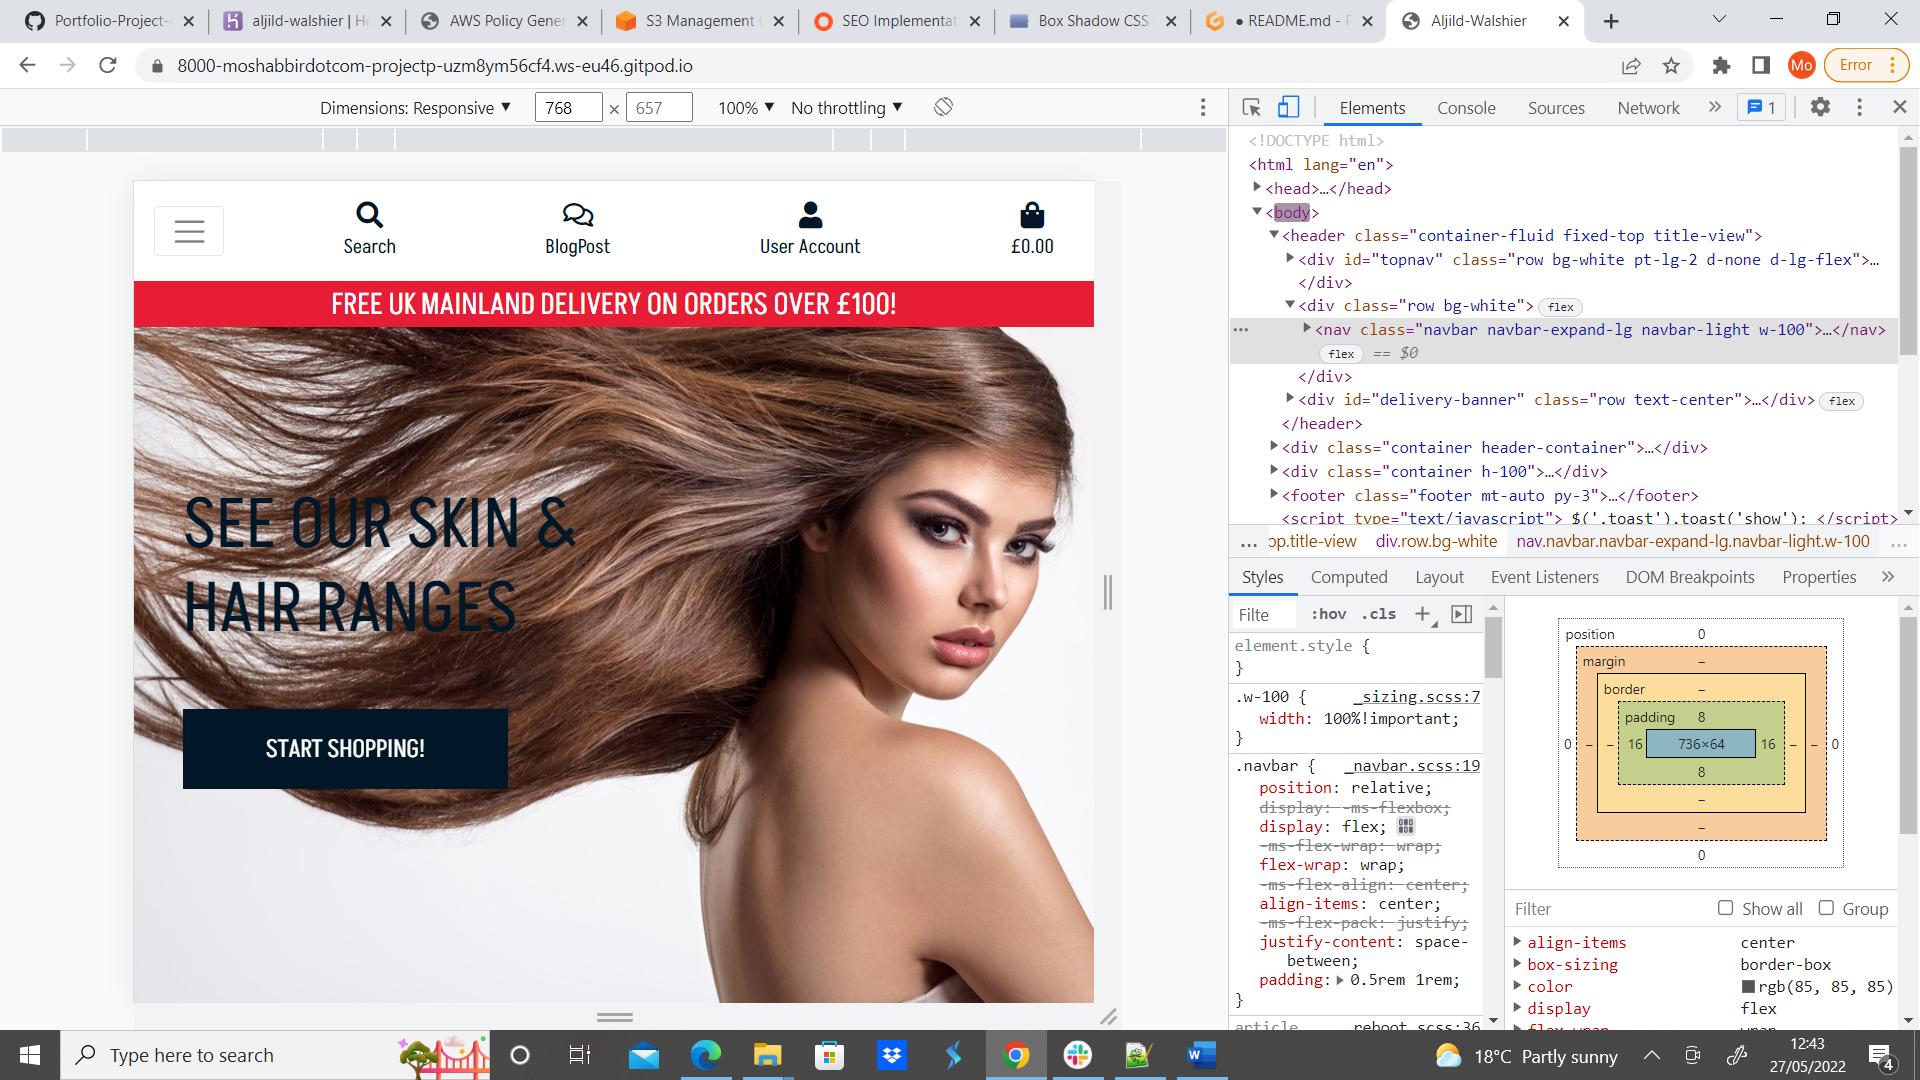 Portfolio-Project-
aljild-walshier | He
AWS Policy Gener
S3 Management
SEO Implementat
Box Shadow CSS
● README.md - P
Aljild-Walshier
8000-moshabbirdotcom-projectp-uzm8ym56cf4.ws-eu46.gitpod.io
Mo
Error
Dimensions: Responsive
768
×
657
100%
No throttling
Elements
Console
Sources
Network
1
Search
BlogPost
User Account
£0.00
FREE UK MAINLAND DELIVERY ON ORDERS OVER £100!
SEE OUR SKIN &
HAIR RANGES
START SHOPPING!
<!DOCTYPE html>
<html lang="en">
<head>…</head>
<body>
<header class="container-fluid fixed-top title-view">
<div id="topnav" class="row bg-white pt-lg-2 d-none d-lg-flex">…
</div>
<div class="row bg-white"> flex
<nav class="navbar navbar-expand-lg navbar-light w-100">…</nav>
flex == $0
</div>
<div id="delivery-banner" class="row text-center">…</div> flex
</header>
<div class="container header-container">…</div>
<div class="container h-100">…</div>
<footer class="footer mt-auto py-3">…</footer>
<script type="text/javascript"> $('.toast').toast('show'); </script>
… op.title-view div.row.bg-white nav.navbar.navbar-expand-lg.navbar-light.w-100 …
Styles
Computed
Layout
Event Listeners
DOM Breakpoints
Properties
Filte
:hov
.cls
element.style {
}
.w-100 { _sizing.scss:7
width: 100%!important;
}
.navbar { _navbar.scss:19
position: relative;
display: -ms-flexbox;
display: flex;
-ms-flex-wrap: wrap;
flex-wrap: wrap;
-ms-flex-align: center;
align-items: center;
-ms-flex-pack: justify;
justify-content: space-
between;
padding: 0.5rem 1rem;
}
article, _reboot.scss:36
position 0
margin –
border –
padding 8
0 – – 16 736×64 16 – – 0
8
–
–
0
Filter
Show all
Group
align-items center
box-sizing border-box
color rgb(85, 85, 85)
display flex
flex-wrap wrap
Type here to search
18°C Partly sunny
12:43
27/05/2022
4